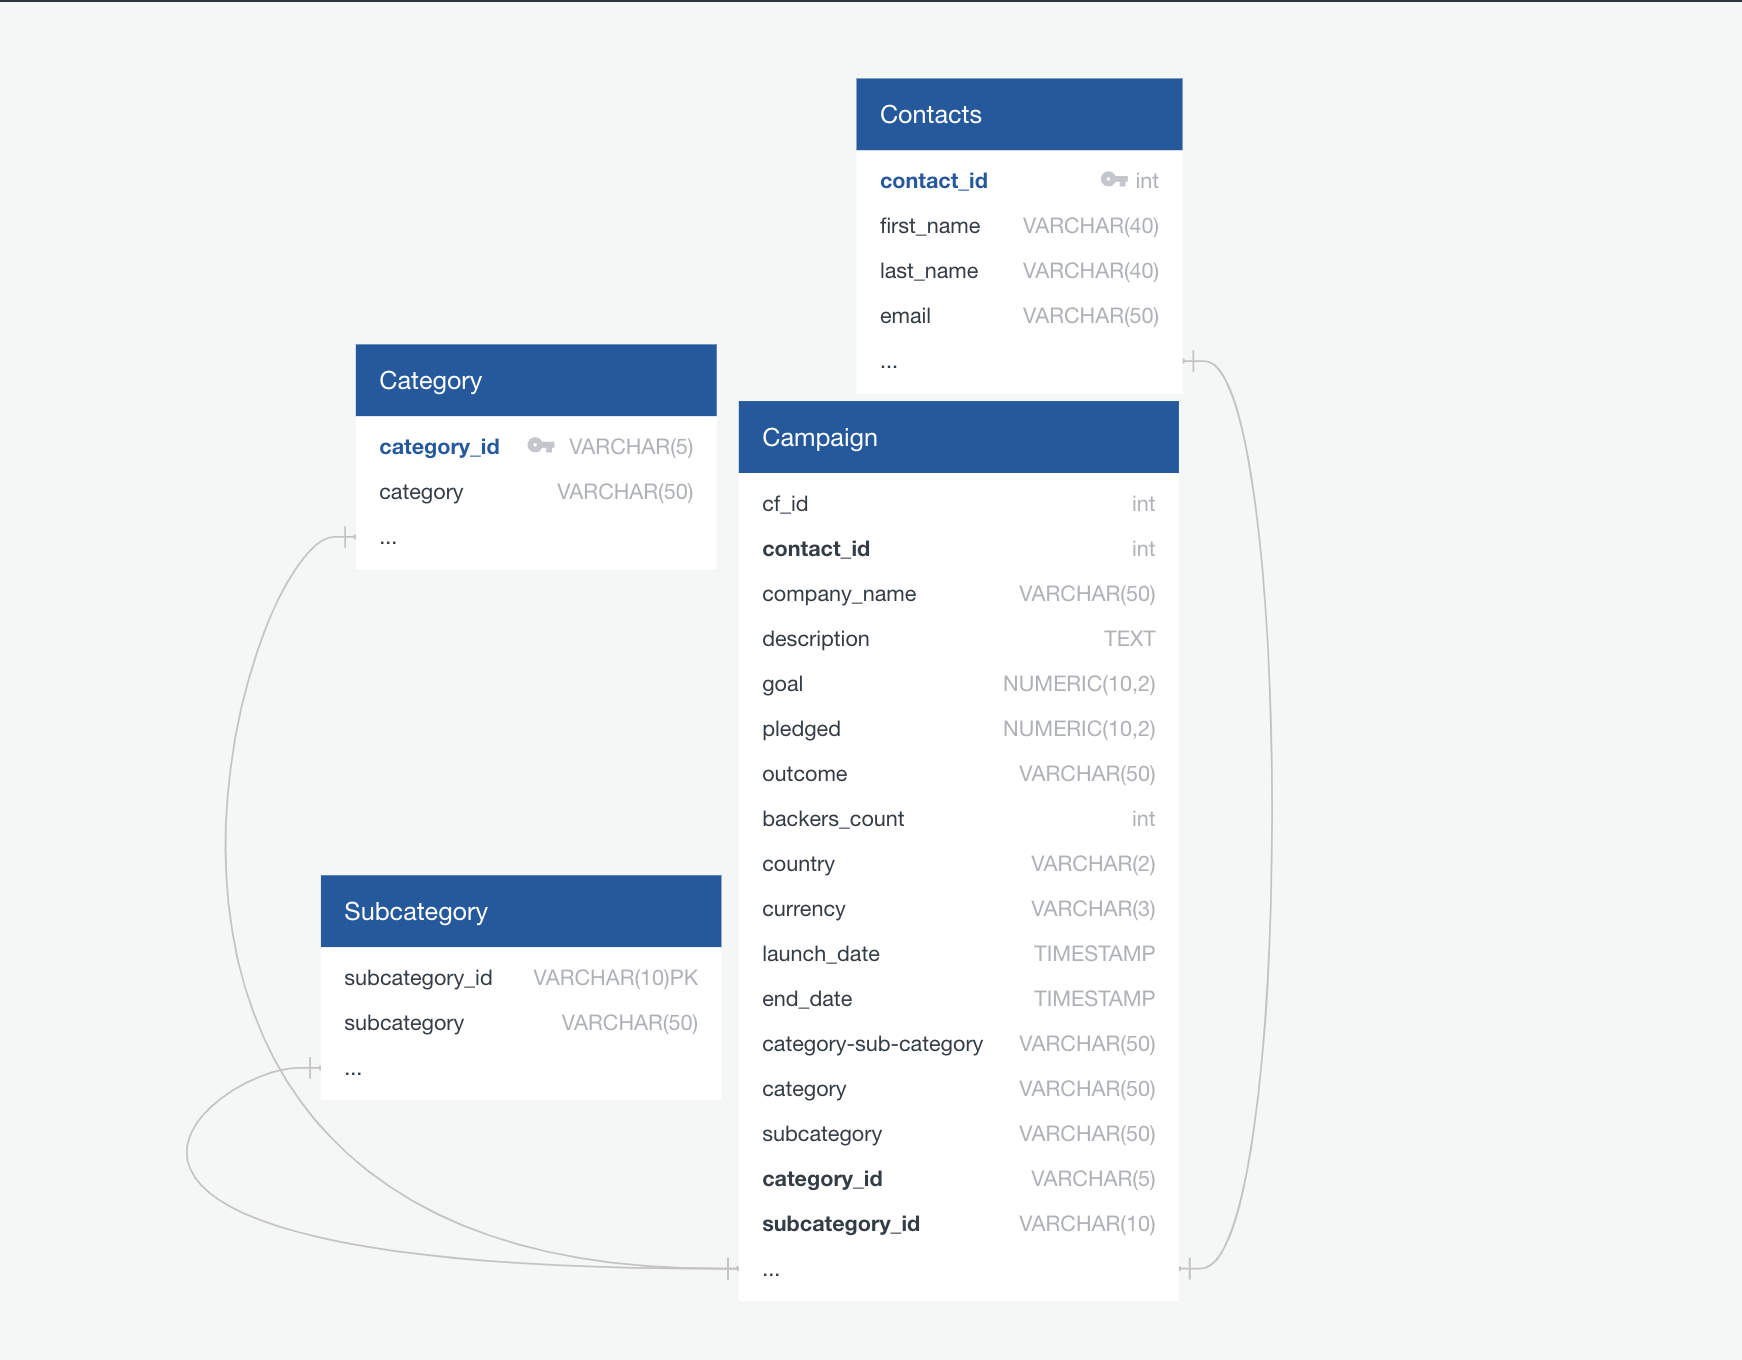 Contacts
contact_id int
first_name VARCHAR(40)
last_name VARCHAR(40)
email VARCHAR(50)
...
Category
category_id VARCHAR(5)
category VARCHAR(50)
...
Campaign
cf_id int
contact_id int
company_name VARCHAR(50)
description TEXT
goal NUMERIC(10,2)
pledged NUMERIC(10,2)
outcome VARCHAR(50)
backers_count int
country VARCHAR(2)
currency VARCHAR(3)
launch_date TIMESTAMP
end_date TIMESTAMP
category-sub-category VARCHAR(50)
category VARCHAR(50)
subcategory VARCHAR(50)
category_id VARCHAR(5)
subcategory_id VARCHAR(10)
...
Subcategory
subcategory_id VARCHAR(10)PK
subcategory VARCHAR(50)
...